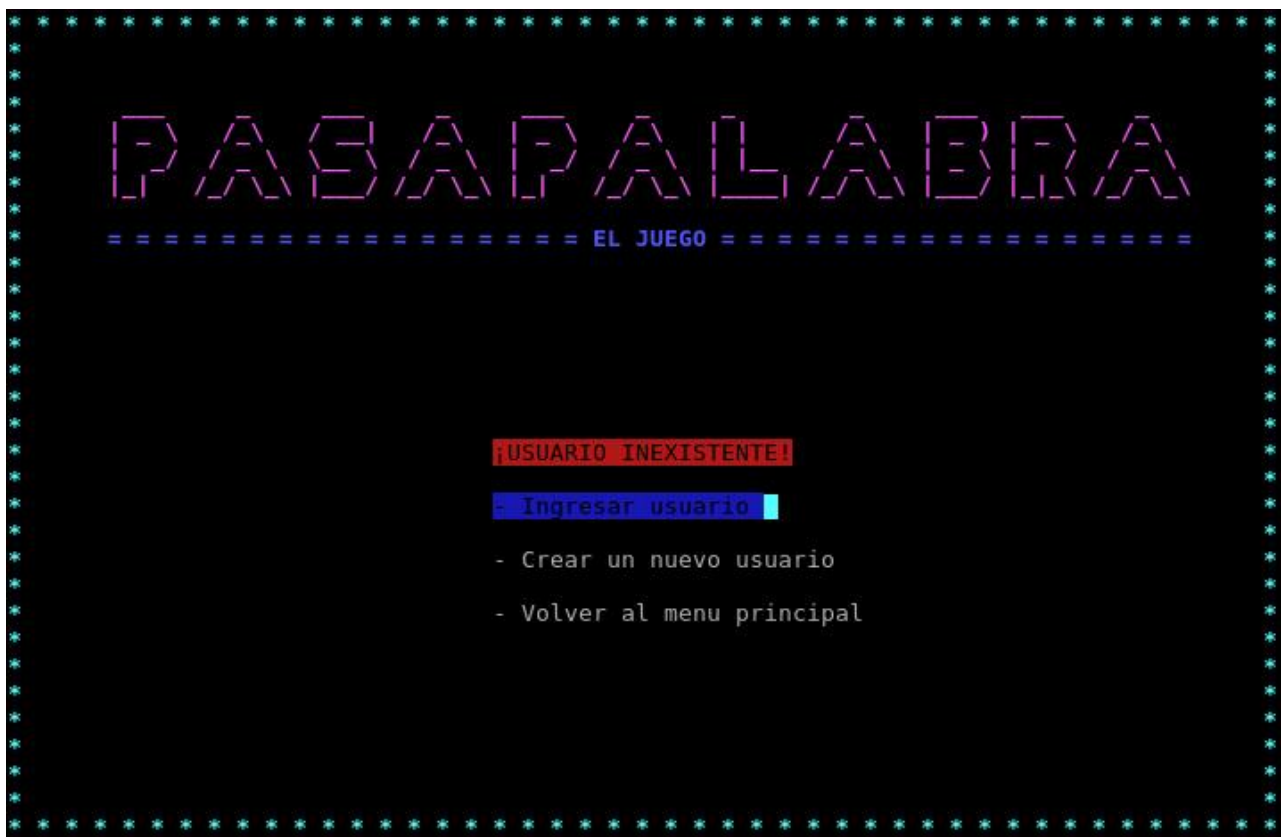 PASAPALABRA
= = = = = = = = = = = = = = = = = EL JUEGO = = = = = = = = = = = = = = = = =
¡USUARIO INEXISTENTE!
- Ingresar usuario
- Crear un nuevo usuario
- Volver al menu principal